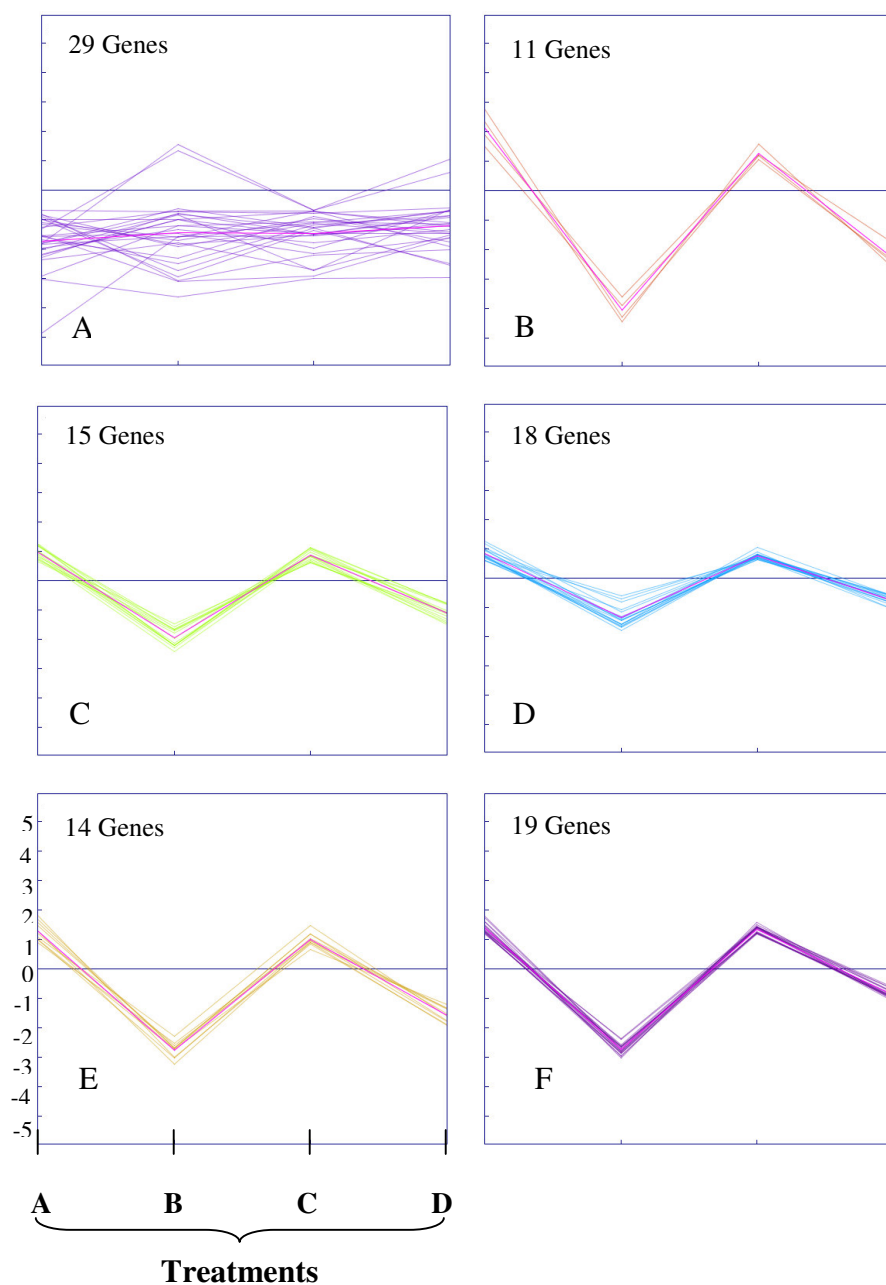 29 Genes
11 Genes
A
B
15 Genes
18 Genes
C
D
14 Genes
19 Genes
5
4
3
2
1
0
-1
-2
-3
-4
-5
E
F
A B C D
Treatments